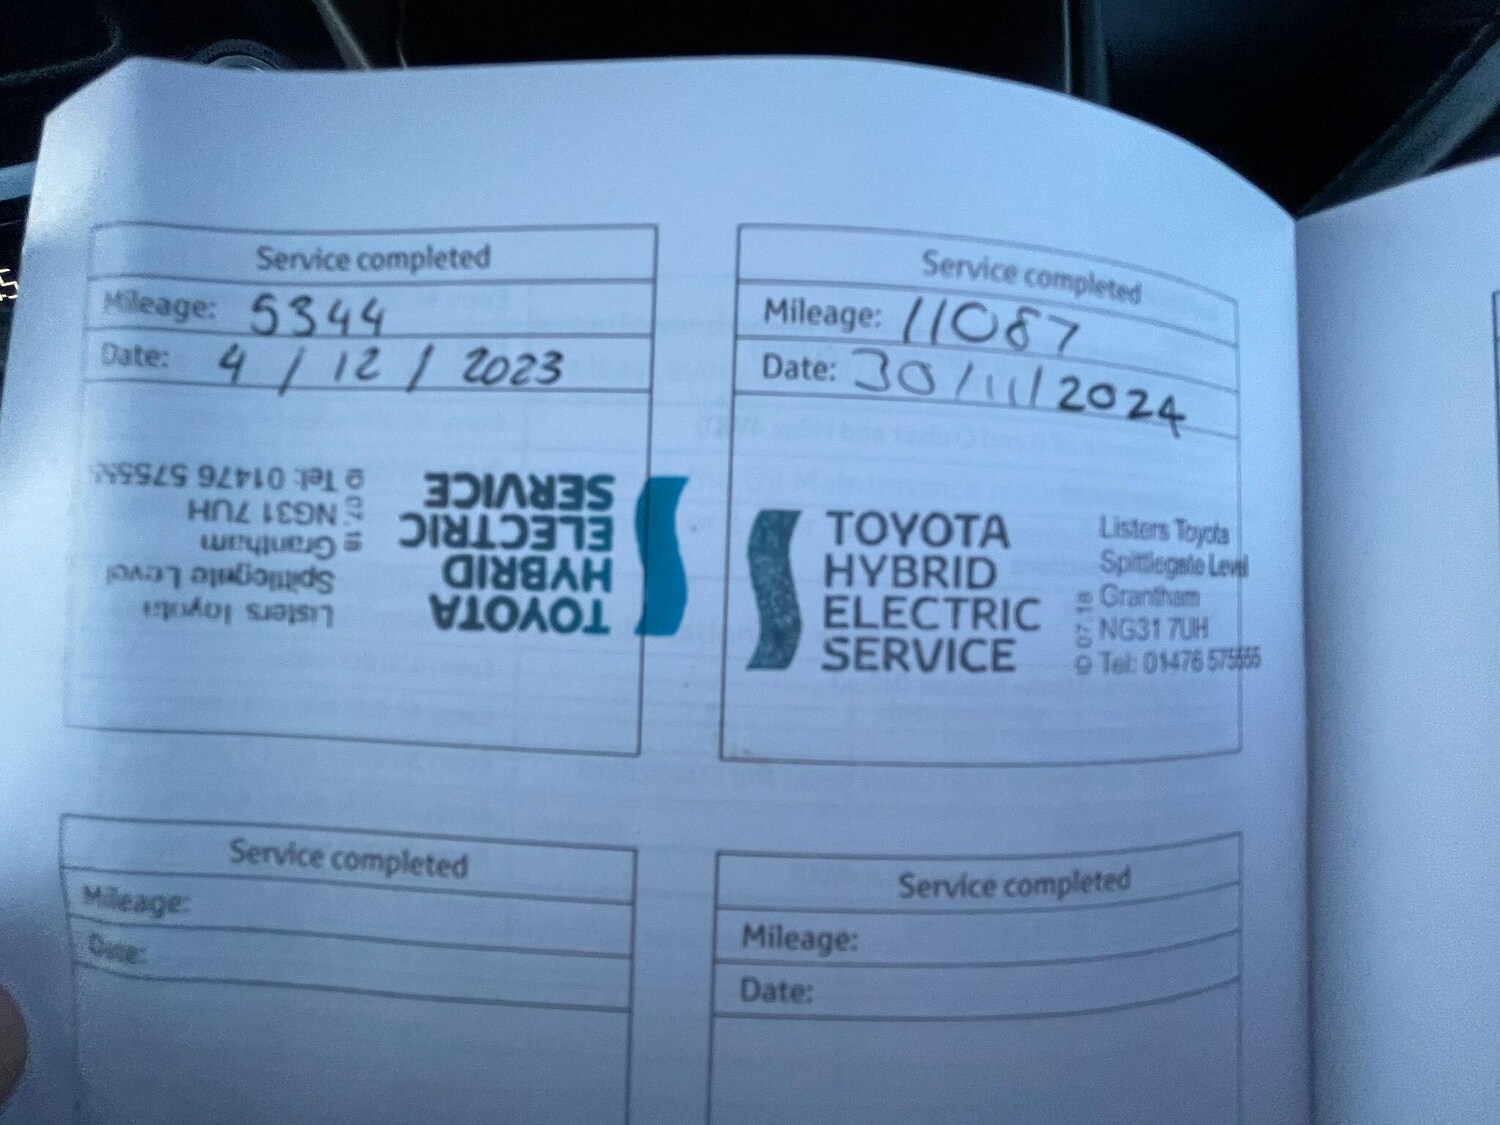 Service completed
Mileage: 5344
Date: 4 / 12 / 2023
TOYOTA
HYBRID
ELECTRIC
SERVICE
Listers Toyota
Spittlegate Level
Grantham
NG31 7UH
Tel: 01476 575555
07.18
Service completed
Mileage: 11087
Date: 30/11/2024
TOYOTA
HYBRID
ELECTRIC
SERVICE
Listers Toyota
Spittlegate Level
Grantham
NG31 7UH
Tel: 01476 575555
07.18
Service completed
Mileage:
Date:
Service completed
Mileage:
Date: